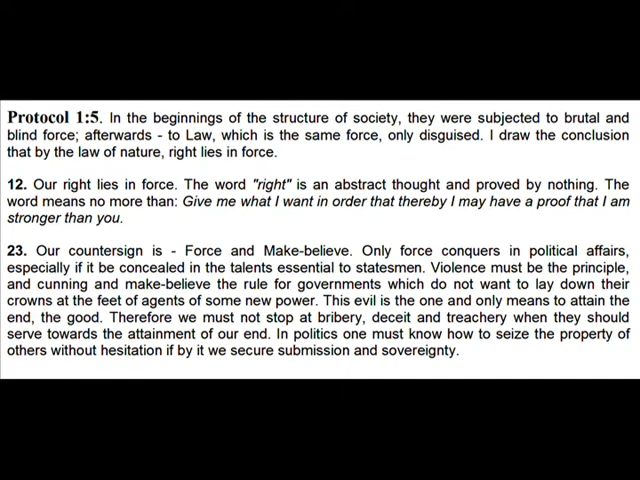 Protocol 1:5. In the beginnings of the structure of society, they were subjected to brutal and
blind force; afterwards - to Law, which is the same force, only disguised. I draw the conclusion
that by the law of nature, right lies in force.
12. Our right lies in force. The word "right" is an abstract thought and proved by nothing. The
word means no more than: Give me what I want in order that thereby I may have a proof that I am
stronger than you.
23. Our countersign is - Force and Make-believe. Only force conquers in political affairs,
especially if it be concealed in the talents essential to statesmen. Violence must be the principle,
and cunning and make-believe the rule for governments which do not want to lay down their
crowns at the feet of agents of some new power. This evil is the one and only means to attain the
end, the good. Therefore we must not stop at bribery, deceit and treachery when they should
serve towards the attainment of our end. In politics one must know how to seize the property of
others without hesitation if by it we secure submission and sovereignty.